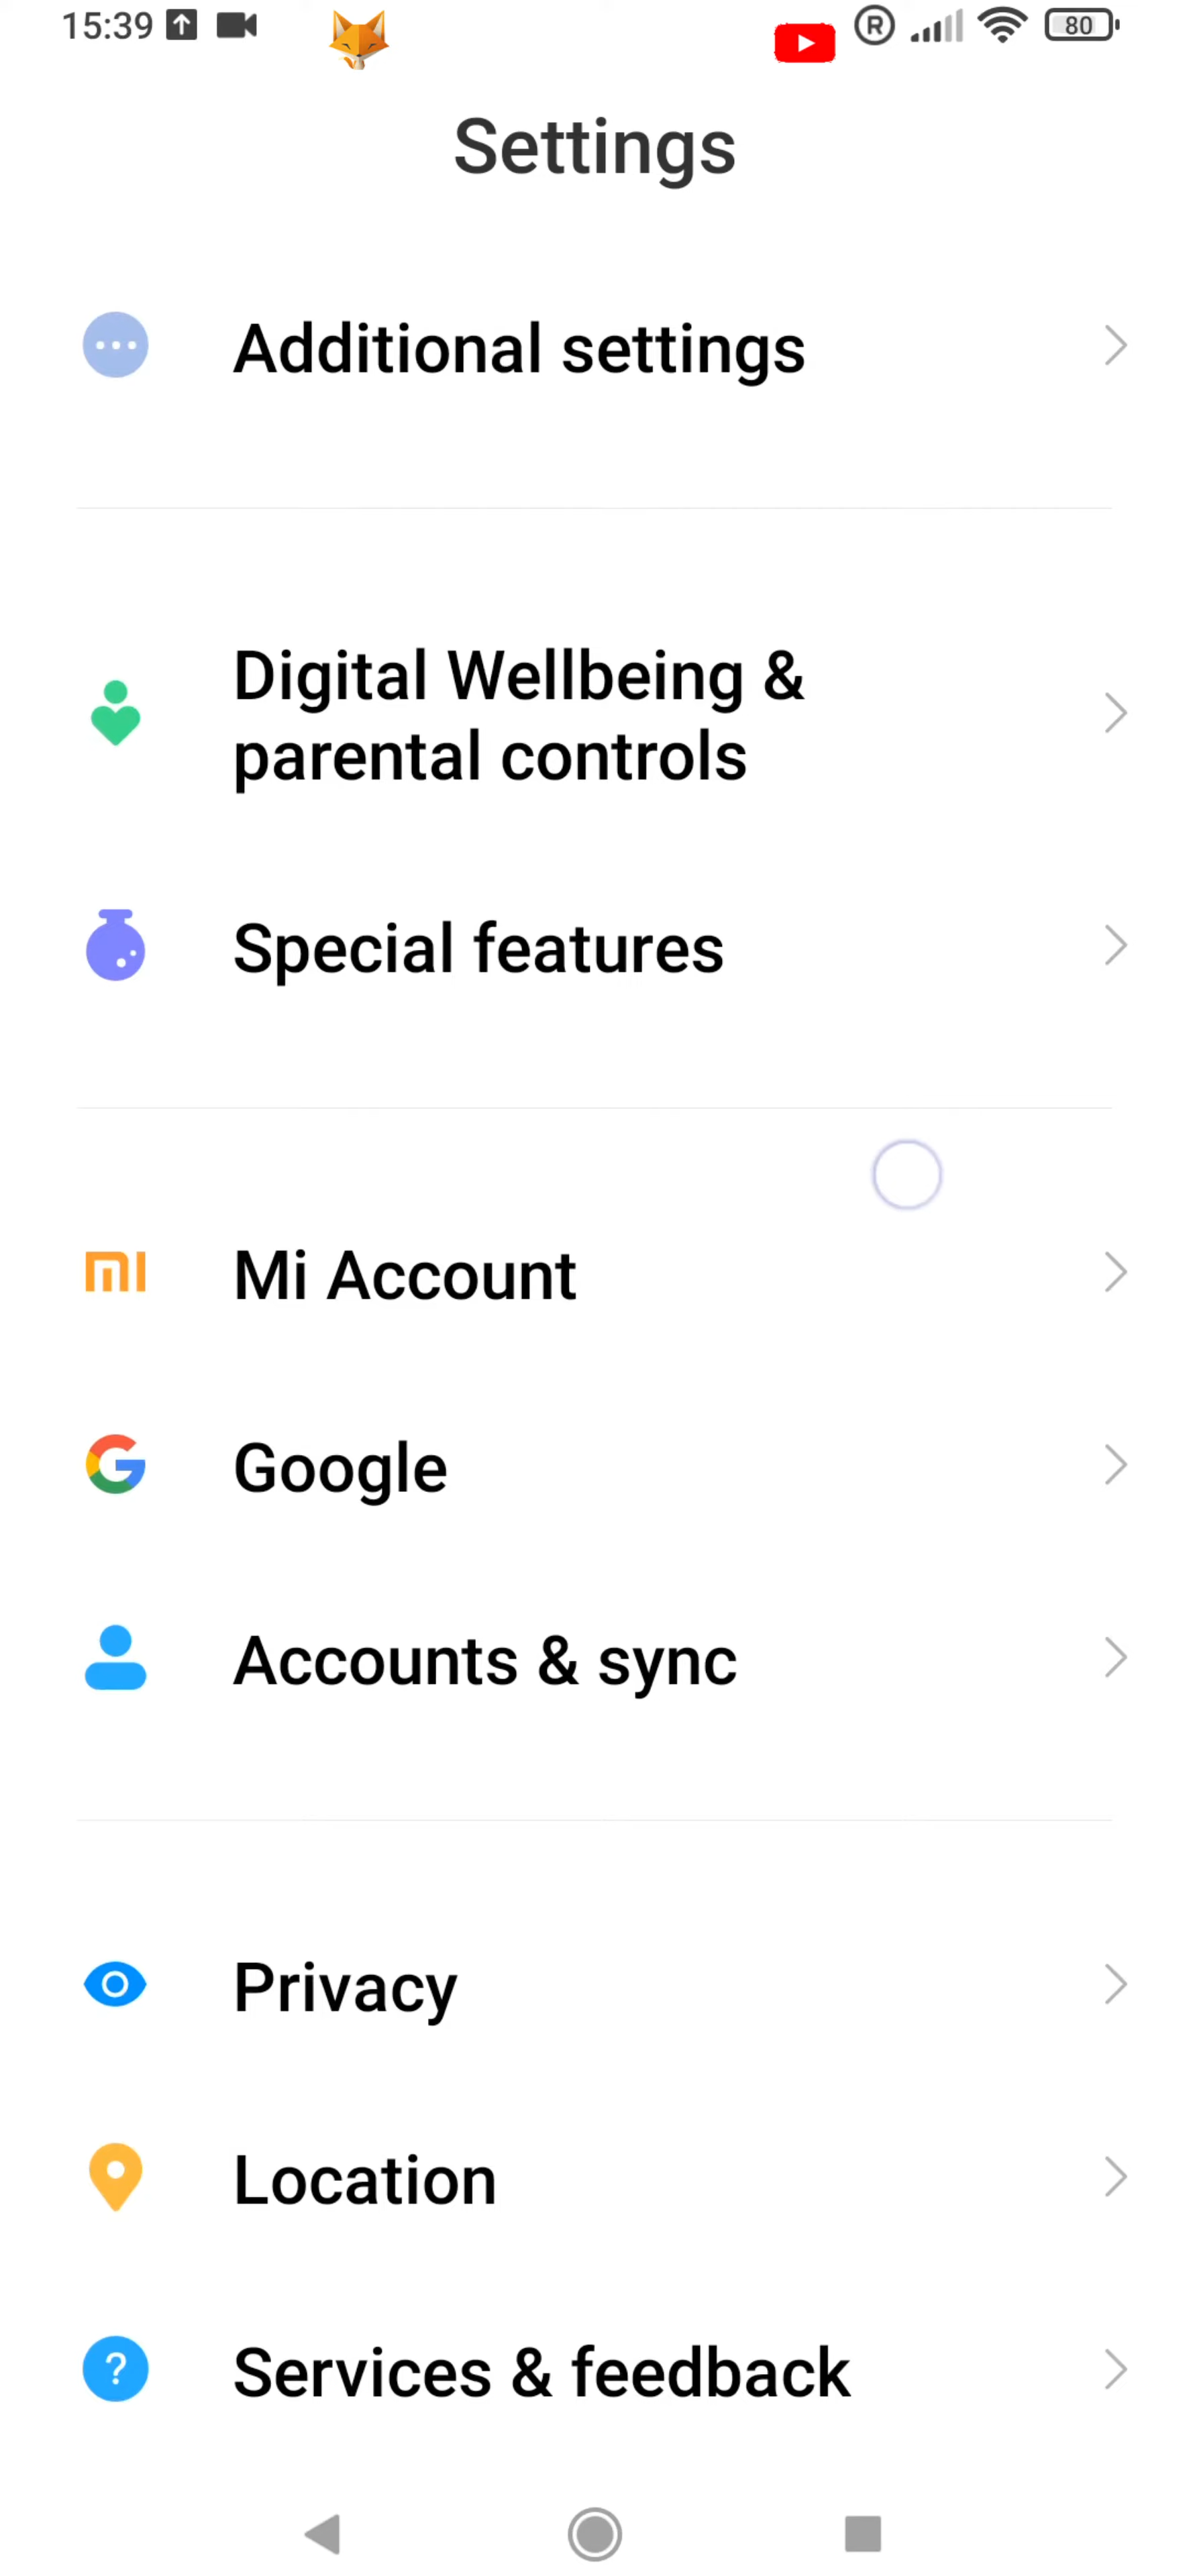 15:39 ® 80
Settings
Additional settings
Digital Wellbeing &
parental controls
Special features
Mi Account
Google
Accounts & sync
Privacy
Location
Services & feedback